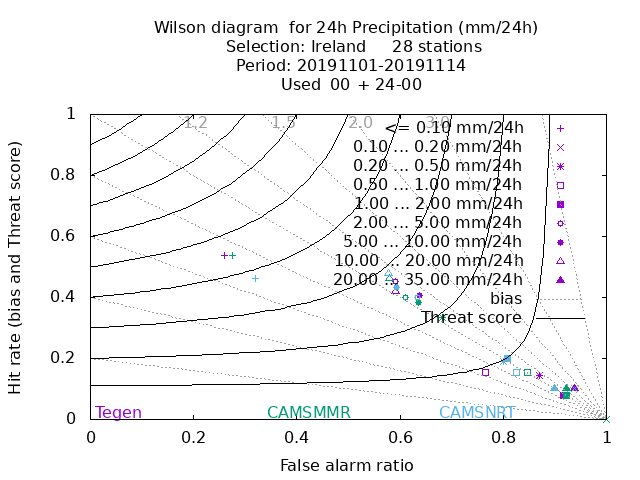 Wilson diagram  for 24h Precipitation (mm/24h)
Selection: Ireland     28 stations
Period: 20191101-20191114
Used  00 + 24-00
1.2 1.5 2.0 3.0
<= 0.10 mm/24h
0.10 ... 0.20 mm/24h
0.20 ... 0.50 mm/24h
0.50 ... 1.00 mm/24h
1.00 ... 2.00 mm/24h
2.00 ... 5.00 mm/24h
5.00 ... 10.00 mm/24h
10.00 ... 20.00 mm/24h
20.00 ... 35.00 mm/24h
bias
Threat score
Hit rate (bias and Threat score)
1
0.8
0.6
0.4
0.2
0
Tegen CAMSMMR CAMSNRT
0 0.2 0.4 0.6 0.8 1
False alarm ratio